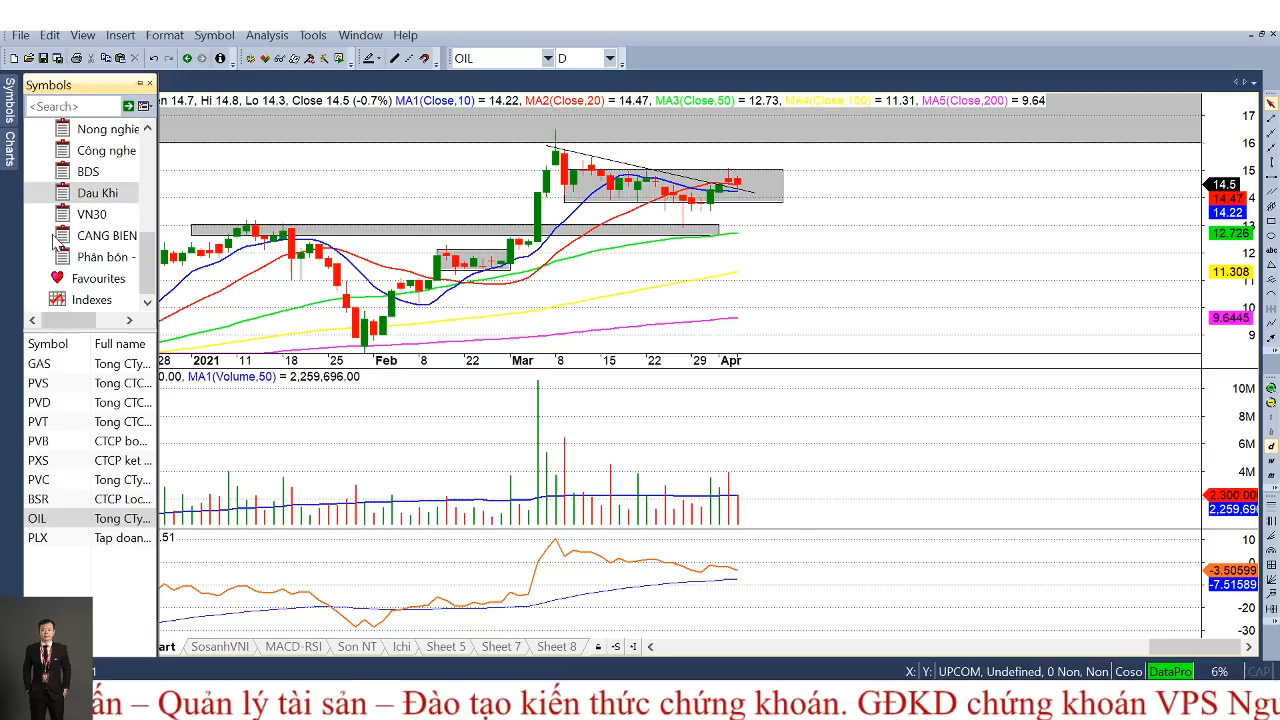 File Edit View Insert Format Symbol Analysis Tools Window Help
OIL D
Symbols
<Search>
Symbols
Charts
en 14.7, Hi 14.8, Lo 14.3, Close 14.5 (-0.7%) MA1(Close,10) = 14.22, MA2(Close,20) = 14.47, MA3(Close,50) = 12.73, MA4(Close,100) = 11.31, MA5(Close,200) = 9.64
Nong nghie
Công nghe
BDS
Dau Khi
VN30
CANG BIEN
Phân bón -
Favourites
Indexes
17
16
15
14.5
14.47
4
14.22
13
12.726
12
11.308
10
9.6445
9
28 2021 11 18 25 Feb 8 22 Mar 8 15 22 29 Apr
Symbol Full name
GAS Tong CTy...
PVS Tong CTC...
PVD Tong CTC...
PVT Tong CTC...
PVB CTCP bo...
PXS CTCP ket ...
PVC Tong CTC...
BSR CTCP Loc...
OIL Tong CTy...
PLX Tap doan...
00.00, MA1(Volume,50) = 2,259,696.00
10M
8M
6M
4M
2,300.00
2,259,696
.51
10
0
-3.50599
-7.51589
-20
-30
art SosanhVNI MACD-RSI Son NT Ichi Sheet 5 Sheet 7 Sheet 8
1 X: Y: UPCOM, Undefined, 0 Non, Non, Coso DataPro 6% CAP
ấn – Quản lý tài sản – Đào tạo kiến thức chứng khoán. GĐKD chứng khoán VPS Ngu